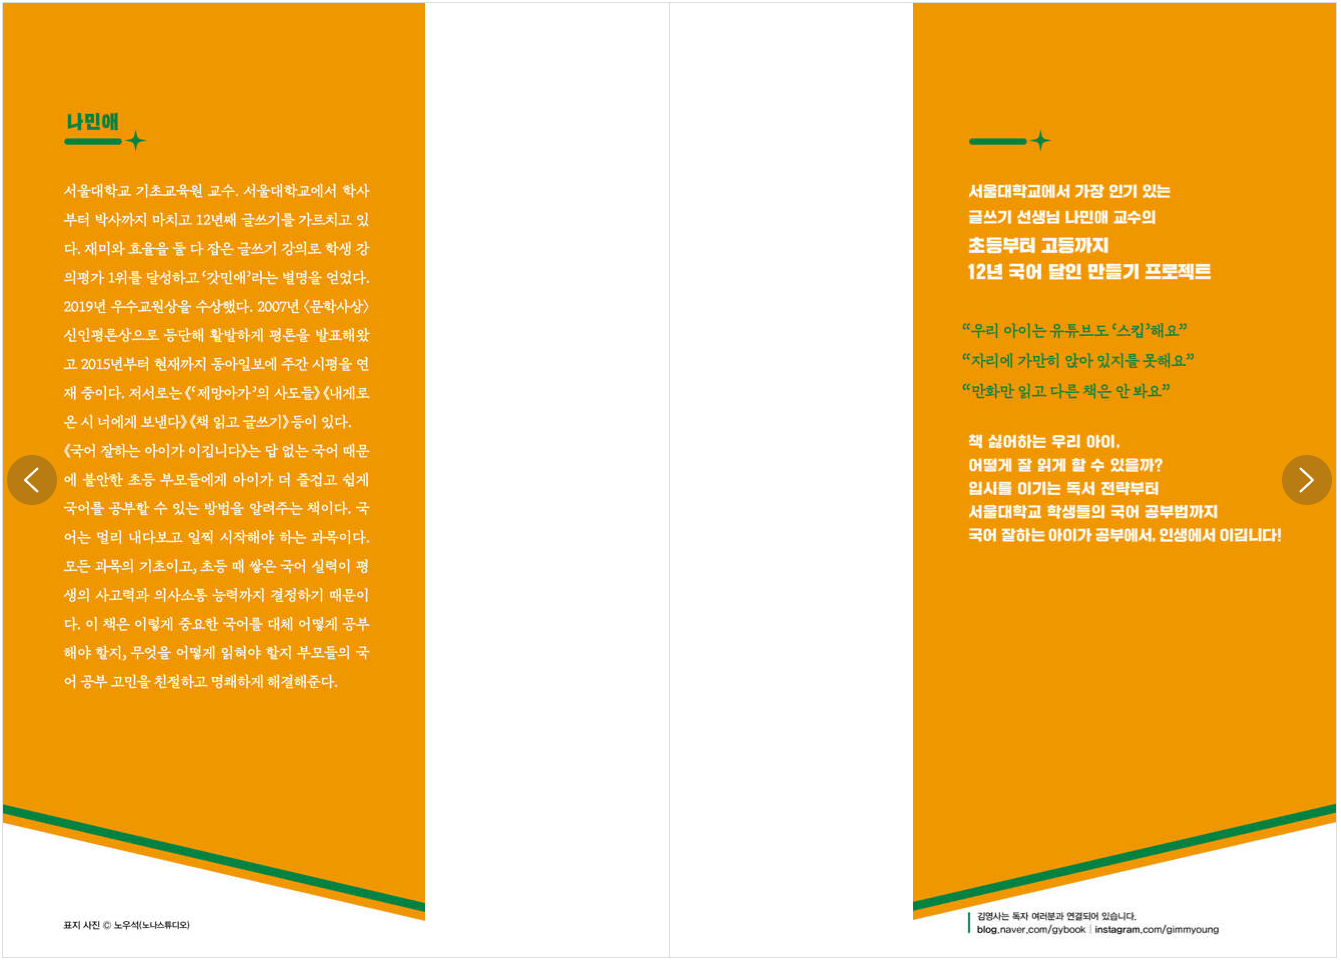 나민애
서울대학교 기초교육원 교수. 서울대학교에서 학사
부터 박사까지 마치고 12년째 글쓰기를 가르치고 있
다. 재미와 효율을 둘 다 잡은 글쓰기 강의로 학생 강
의평가 1위를 달성하고 ‘갓민애’라는 별명을 얻었다.
2019년 우수교원상을 수상했다. 2007년 〈문학사상〉
신인평론상으로 등단해 활발하게 평론을 발표해왔
고 2015년부터 현재까지 동아일보에 주간 시평을 연
재 중이다. 저서로는 《‘제망아가’의 사도들》 《내게로
온 시 너에게 보낸다》 《책 읽고 글쓰기》 등이 있다.
《국어 잘하는 아이가 이깁니다》는 답 없는 국어 때문
에 불안한 초등 부모들에게 아이가 더 즐겁고 쉽게
국어를 공부할 수 있는 방법을 알려주는 책이다. 국
어는 멀리 내다보고 일찍 시작해야 하는 과목이다.
모든 과목의 기초이고, 초등 때 쌓은 국어 실력이 평
생의 사고력과 의사소통 능력까지 결정하기 때문이
다. 이 책은 이렇게 중요한 국어를 대체 어떻게 공부
해야 할지, 무엇을 어떻게 읽혀야 할지 부모들의 국
어 공부 고민을 친절하고 명쾌하게 해결해준다.
표지 사진 © 노우석(노나스튜디오)
서울대학교에서 가장 인기 있는
글쓰기 선생님 나민애 교수의
초등부터 고등까지
12년 국어 달인 만들기 프로젝트
“우리 아이는 유튜브도 ‘스킵’해요”
“자리에 가만히 앉아 있지를 못해요”
“만화만 읽고 다른 책은 안 봐요”
책 싫어하는 우리 아이,
어떻게 잘 읽게 할 수 있을까?
입시를 이기는 독서 전략부터
서울대학교 학생들의 국어 공부법까지
국어 잘하는 아이가 공부에서, 인생에서 이깁니다!
김영사는 독자 여러분과 연결되어 있습니다.
blog.naver.com/gybook | instagram.com/gimmyoung